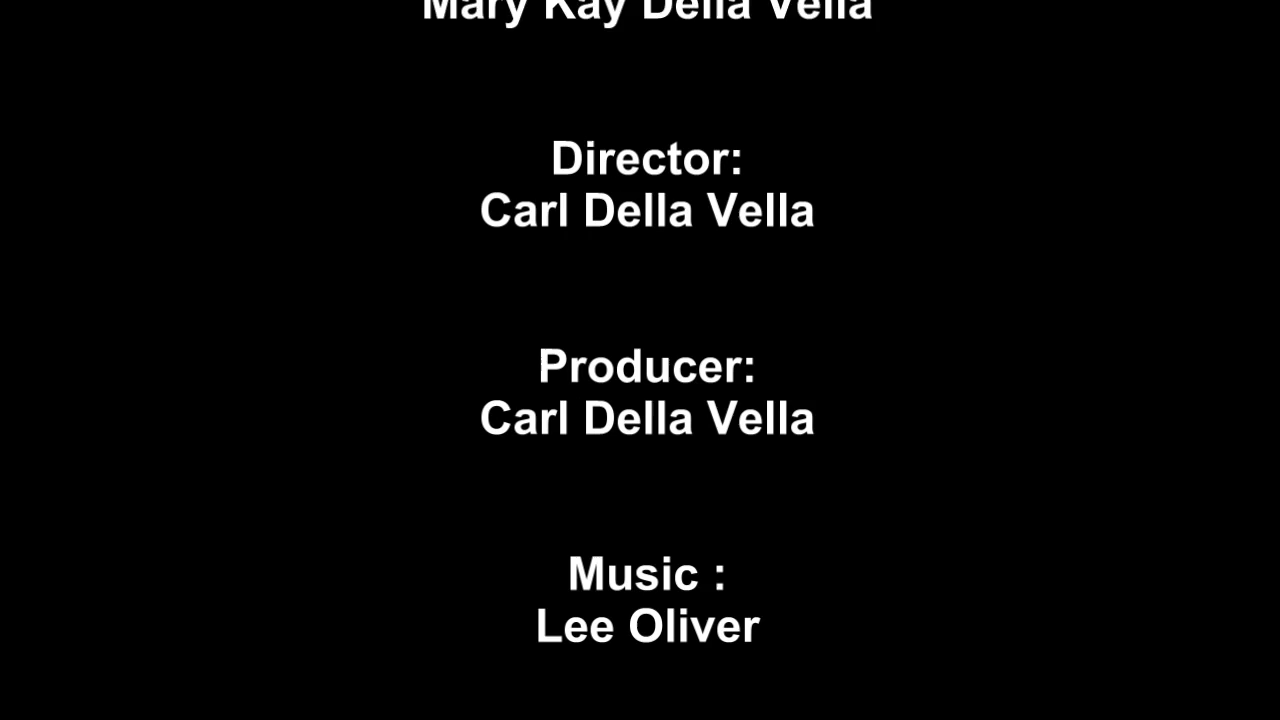 Mary Kay Della Vella
Director:
Carl Della Vella
Producer:
Carl Della Vella
Music :
Lee Oliver